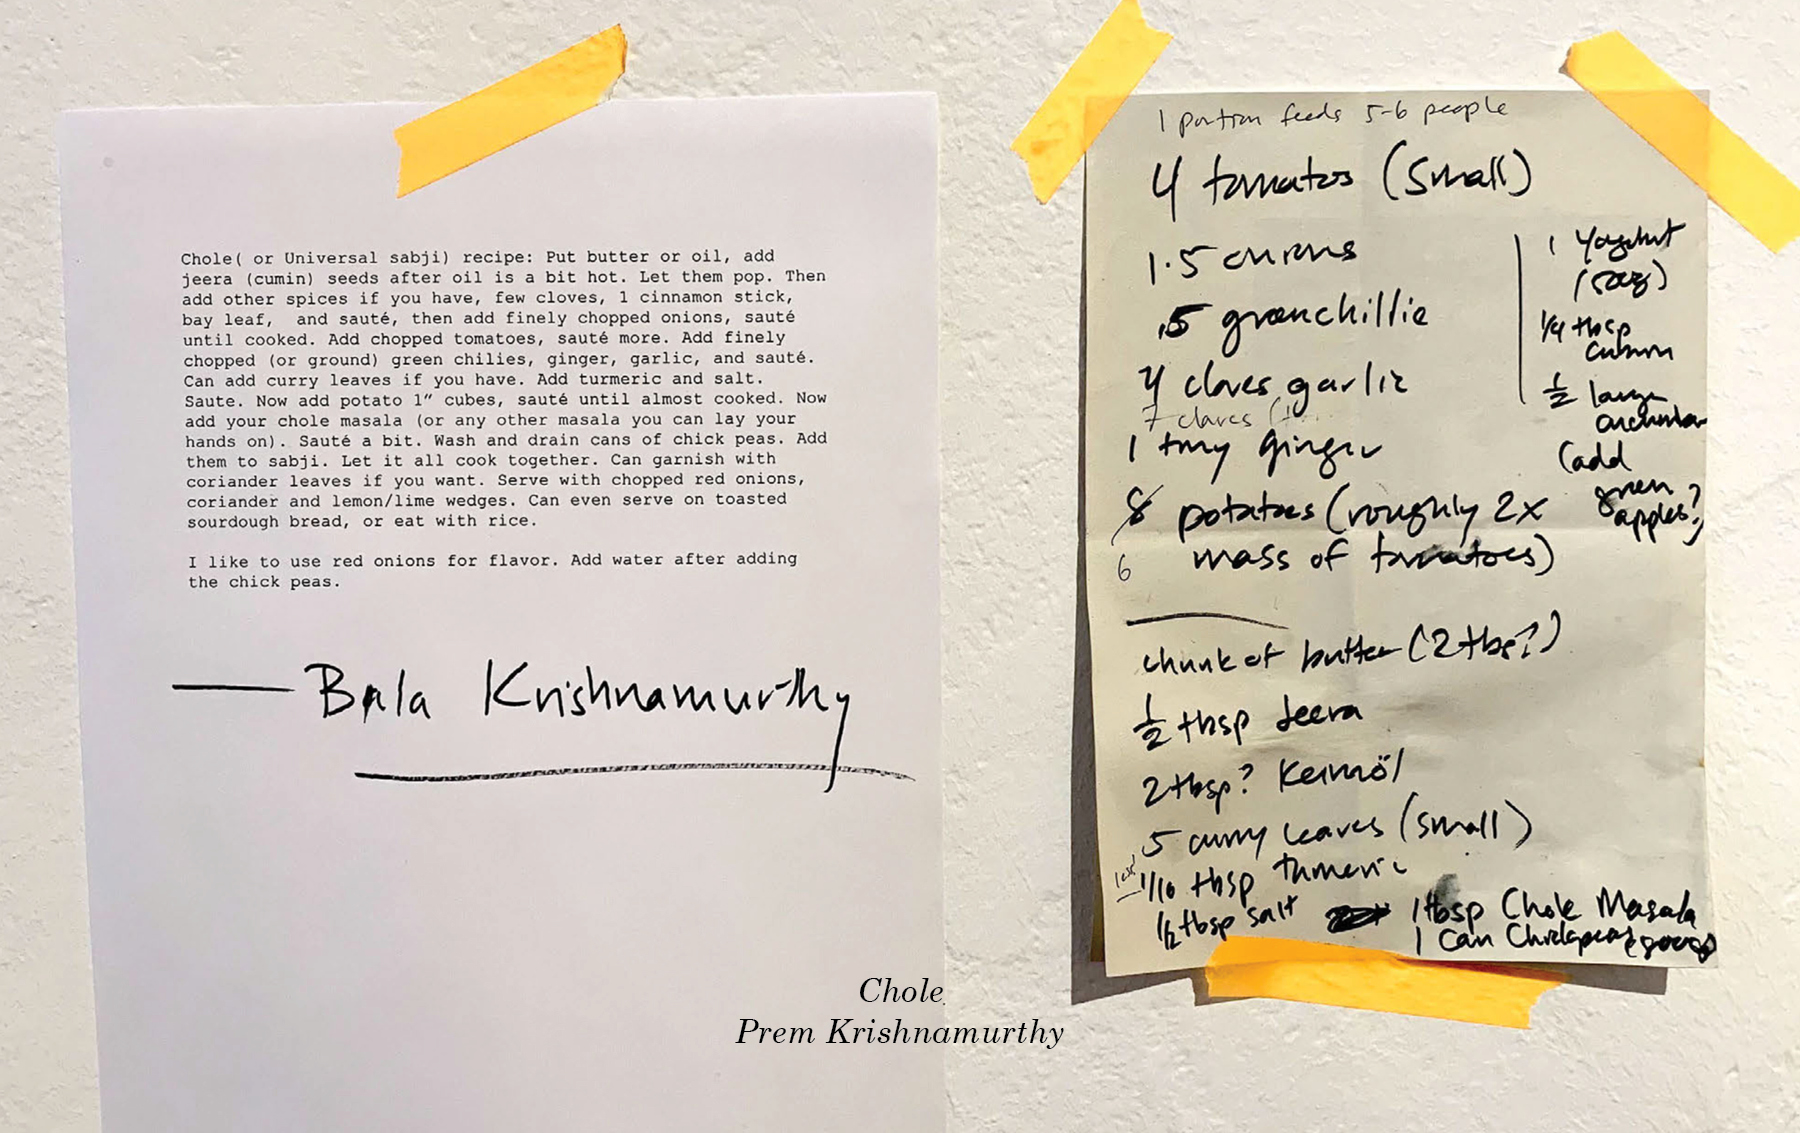 Chole( or Universal sabji) recipe: Put butter or oil, add
jeera (cumin) seeds after oil is a bit hot. Let them pop. Then
add other spices if you have, few cloves, 1 cinnamon stick,
bay leaf,  and sauté, then add finely chopped onions, sauté
until cooked. Add chopped tomatoes, sauté more. Add finely
chopped (or ground) green chilies, ginger, garlic, and sauté.
Can add curry leaves if you have. Add turmeric and salt.
Saute. Now add potato 1” cubes, sauté until almost cooked. Now
add your chole masala (or any other masala you can lay your
hands on). Sauté a bit. Wash and drain cans of chick peas. Add
them to sabji. Let it all cook together. Can garnish with
coriander leaves if you want. Serve with chopped red onions,
coriander and lemon/lime wedges. Can even serve on toasted
sourdough bread, or eat with rice.
I like to use red onions for flavor. Add water after adding
the chick peas.
— Bala Krishnamurthy
1 portion feeds 5-6 people
4 tomatos (small)
1.5 onions
.5 greenchillie
4 cloves garlic
7 cloves
1 tiny ginger
8 potatoes (roughly 2x
6 mass of tomatoes)
1 Yoghurt
1/4 tbsp
cumin
1/2 large
cucumber
(add
green
apples?)
chunk of butter (2 tbs?)
1/2 tbsp Jeera
2 tbsp? Keimöl
5 curry leaves (small)
1/10 tbsp tumeric
1/2 tbsp salt
1 tbsp Chole Masala
1 Can Chickpeas
Chole
Prem Krishnamurthy